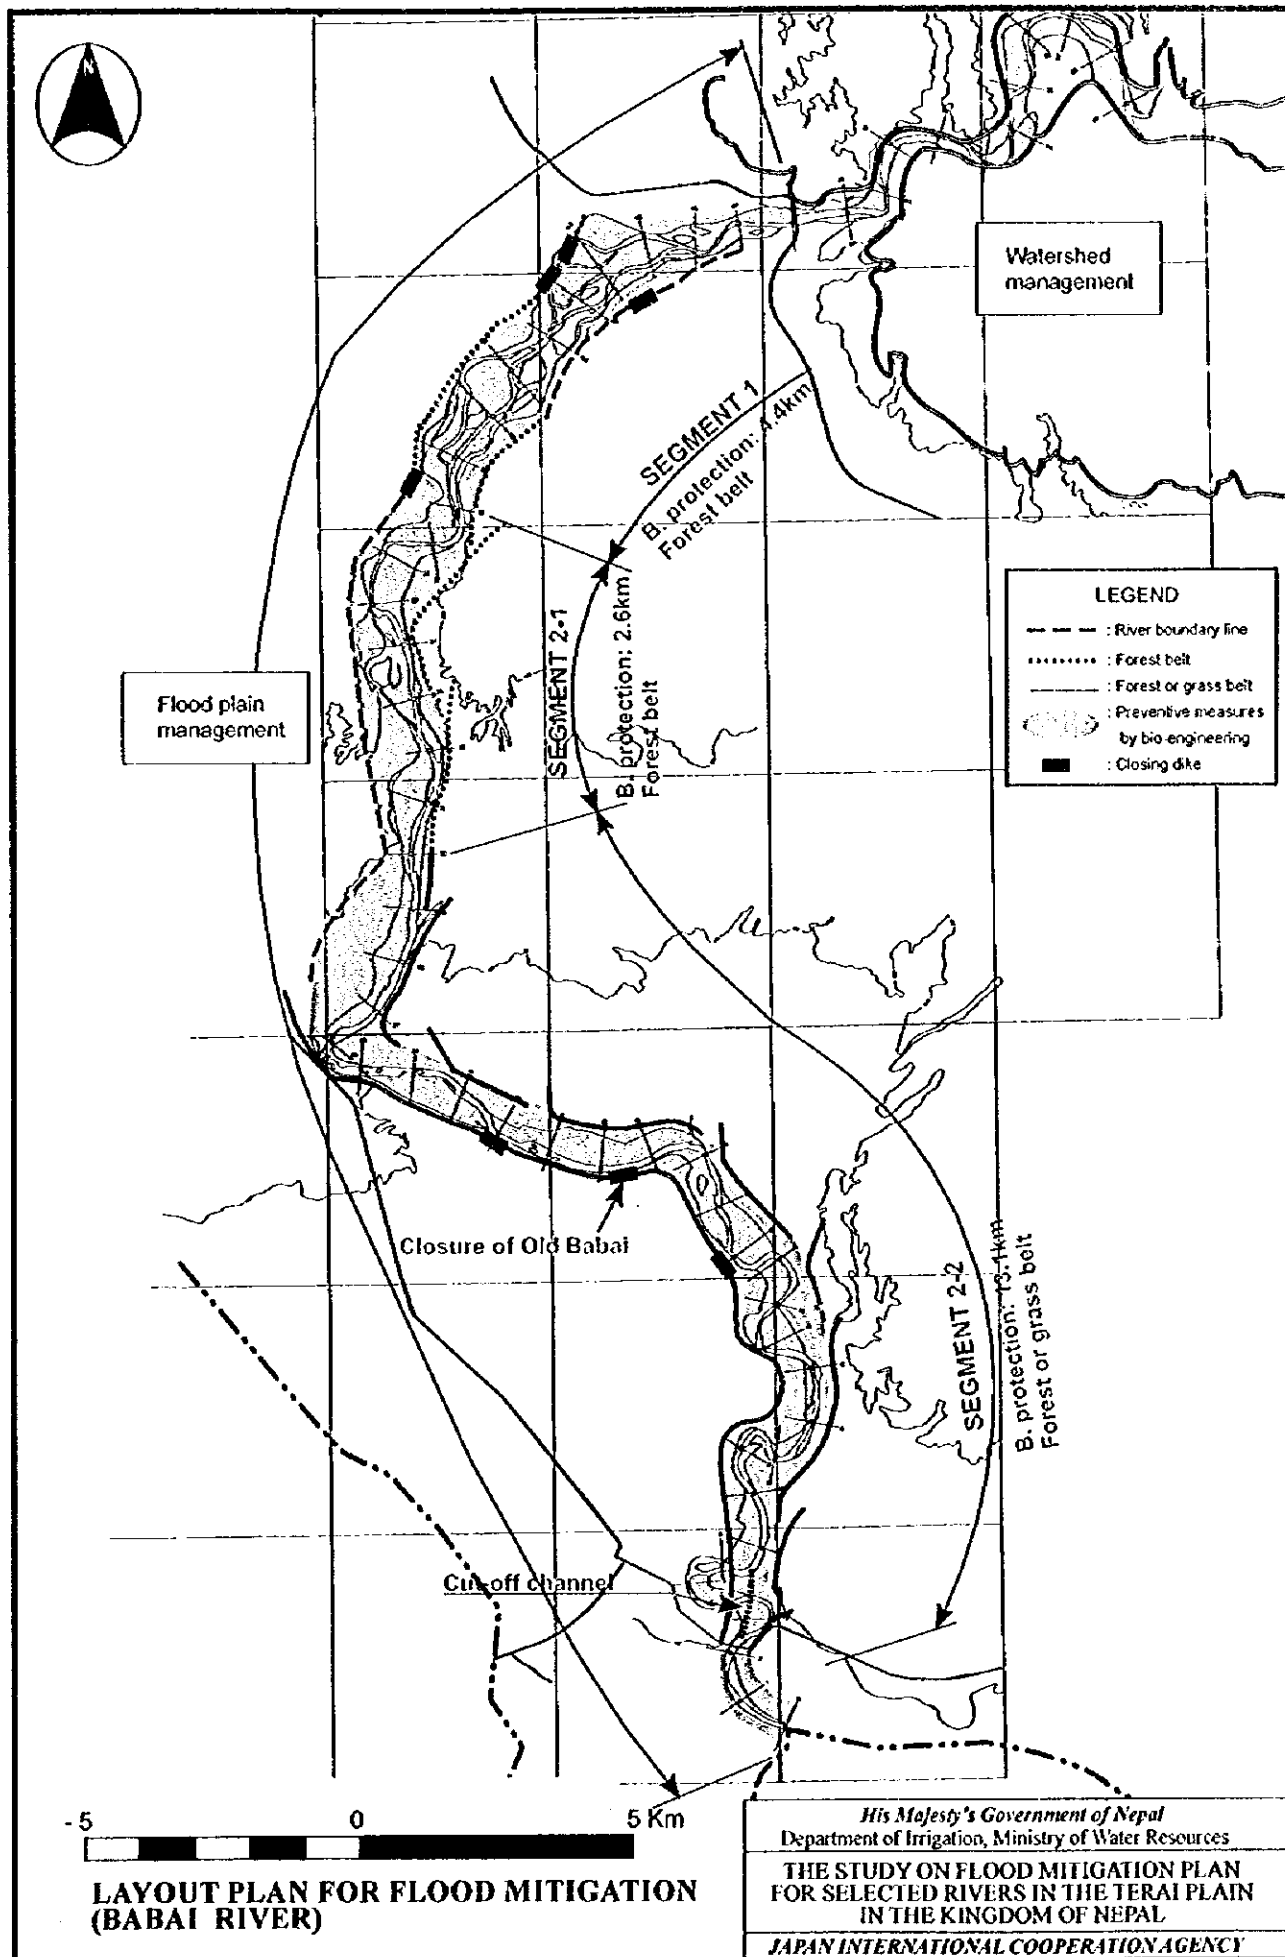 N
Watershed
management
SEGMENT 1
B. protection: 4.4km
Forest belt
LEGEND
: River boundary line
: Forest belt
: Forest or grass belt
: Preventive measures
by bio-engineering
: Closing dike
SEGMENT 2-1
B. protection: 2.6km
Forest belt
Flood plain
management
Closure of Old Babai
SEGMENT 2-2
B. protection: 13.1km
Forest or grass belt
Cut-off channel
- 5 0 5 Km
LAYOUT PLAN FOR FLOOD MITIGATION
(BABAI RIVER)
His Majesty's Government of Nepal
Department of Irrigation, Ministry of Water Resources
THE STUDY ON FLOOD MITIGATION PLAN
FOR SELECTED RIVERS IN THE TERAI PLAIN
IN THE KINGDOM OF NEPAL
JAPAN INTERNATIONAL COOPERATION AGENCY